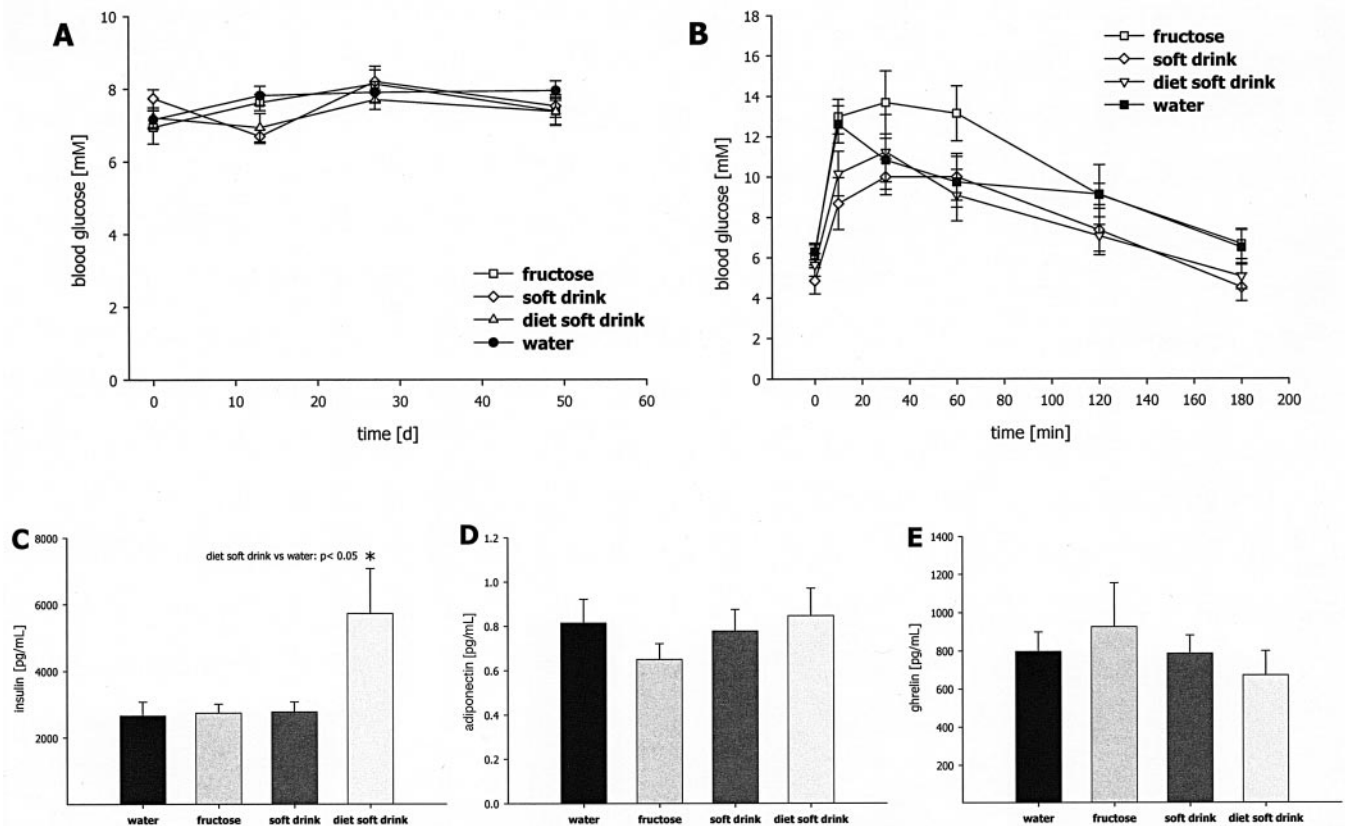 A
10
8
6
4
2
0
blood glucose [mM]
fructose
soft drink
diet soft drink
water
0
10
20
30
40
50
60
time [d]
B
18
16
14
12
10
8
6
4
2
0
blood glucose [mM]
fructose
soft drink
diet soft drink
water
0
20
40
60
80
100
120
140
160
180
200
time [min]
C
8000
6000
4000
2000
insulin [pg/mL]
diet soft drink vs water: p< 0.05 *
water fructose soft drink diet soft drink
D
1.2
1.0
0.8
0.6
0.4
0.2
0.0
adiponectin [pg/mL]
water fructose soft drink diet soft drink
E
1400
1200
1000
800
600
400
200
ghrelin [pg/mL]
water fructose soft drink diet soft drink